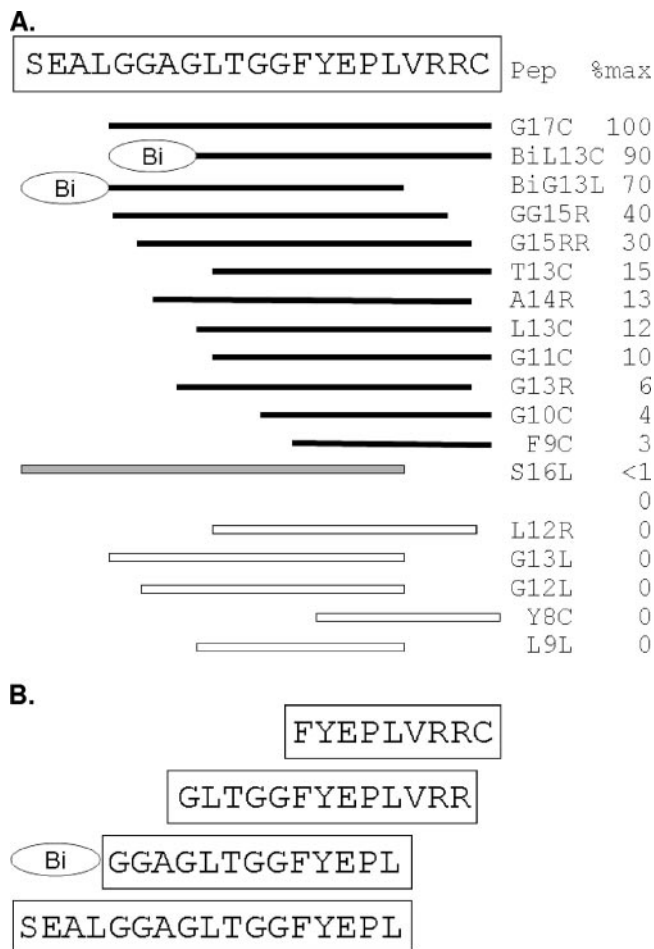 A.
SEALGGAGLTGGFYEPLVRRC Pep %max
G17C 100
Bi BiL13C 90
Bi BiG13L 70
GG15R 40
G15RR 30
T13C 15
A14R 13
L13C 12
G11C 10
G13R 6
G10C 4
F9C 3
S16L <1
0
L12R 0
G13L 0
G12L 0
Y8C 0
L9L 0
B.
FYEPLVRRC
GLTGGFYEPLVRR
Bi GGAGLTGGFYEPL
SEALGGAGLTGGFYEPL